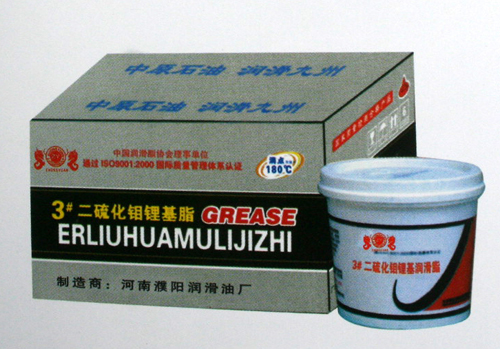 中原石油 润滑九州
中原石油 润滑九州
中国润滑酯协会理事单位
通过ISO9001:2000国际质量管理体系认证
滴点
180℃
3# 二硫化钼锂基脂 GREASE
ERLIUHUAMULIJIZHI
制造商：河南濮阳润滑油厂
3# 二硫化钼锂基润滑脂